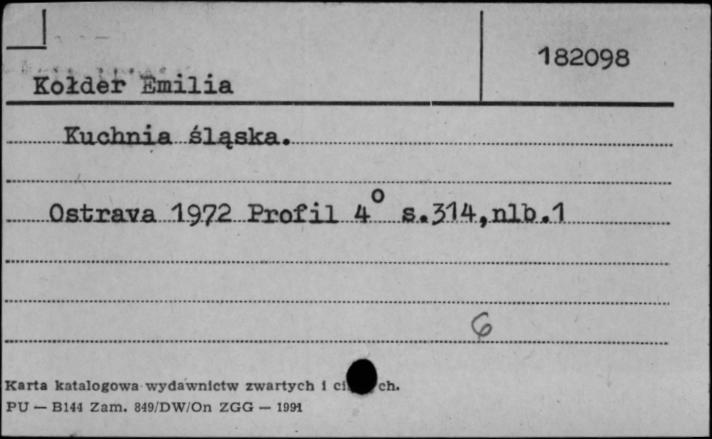 182098
Kołder Emilia
Kuchnia śląska.
Ostrava 1972 Profil 4° s.314,nlb.1
6
Karta katalogowa wydawnictw zwartych i ch.
PU — B144 Zam. 849/DW/On ZGG — 1991